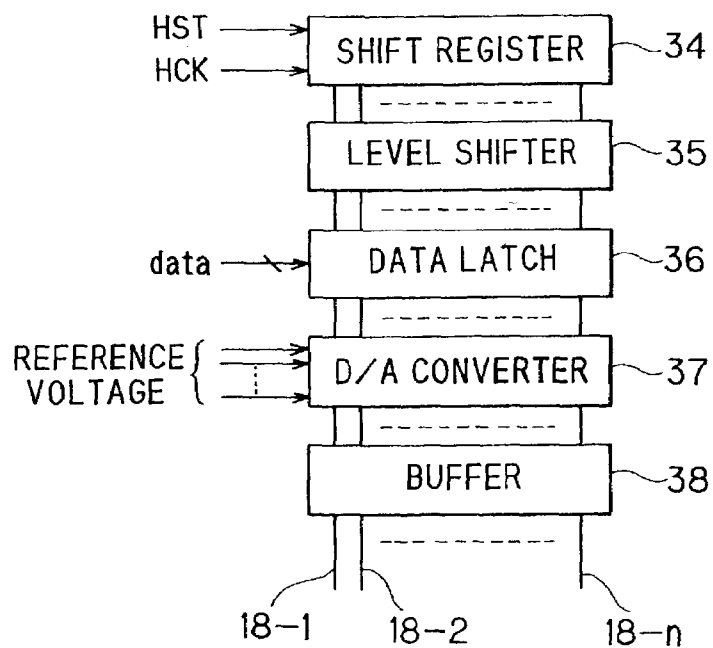 HST
HCK
SHIFT REGISTER
34
LEVEL SHIFTER
35
data
DATA LATCH
36
REFERENCE
VOLTAGE
D/A CONVERTER
37
BUFFER
38
18-1
18-2
18-n